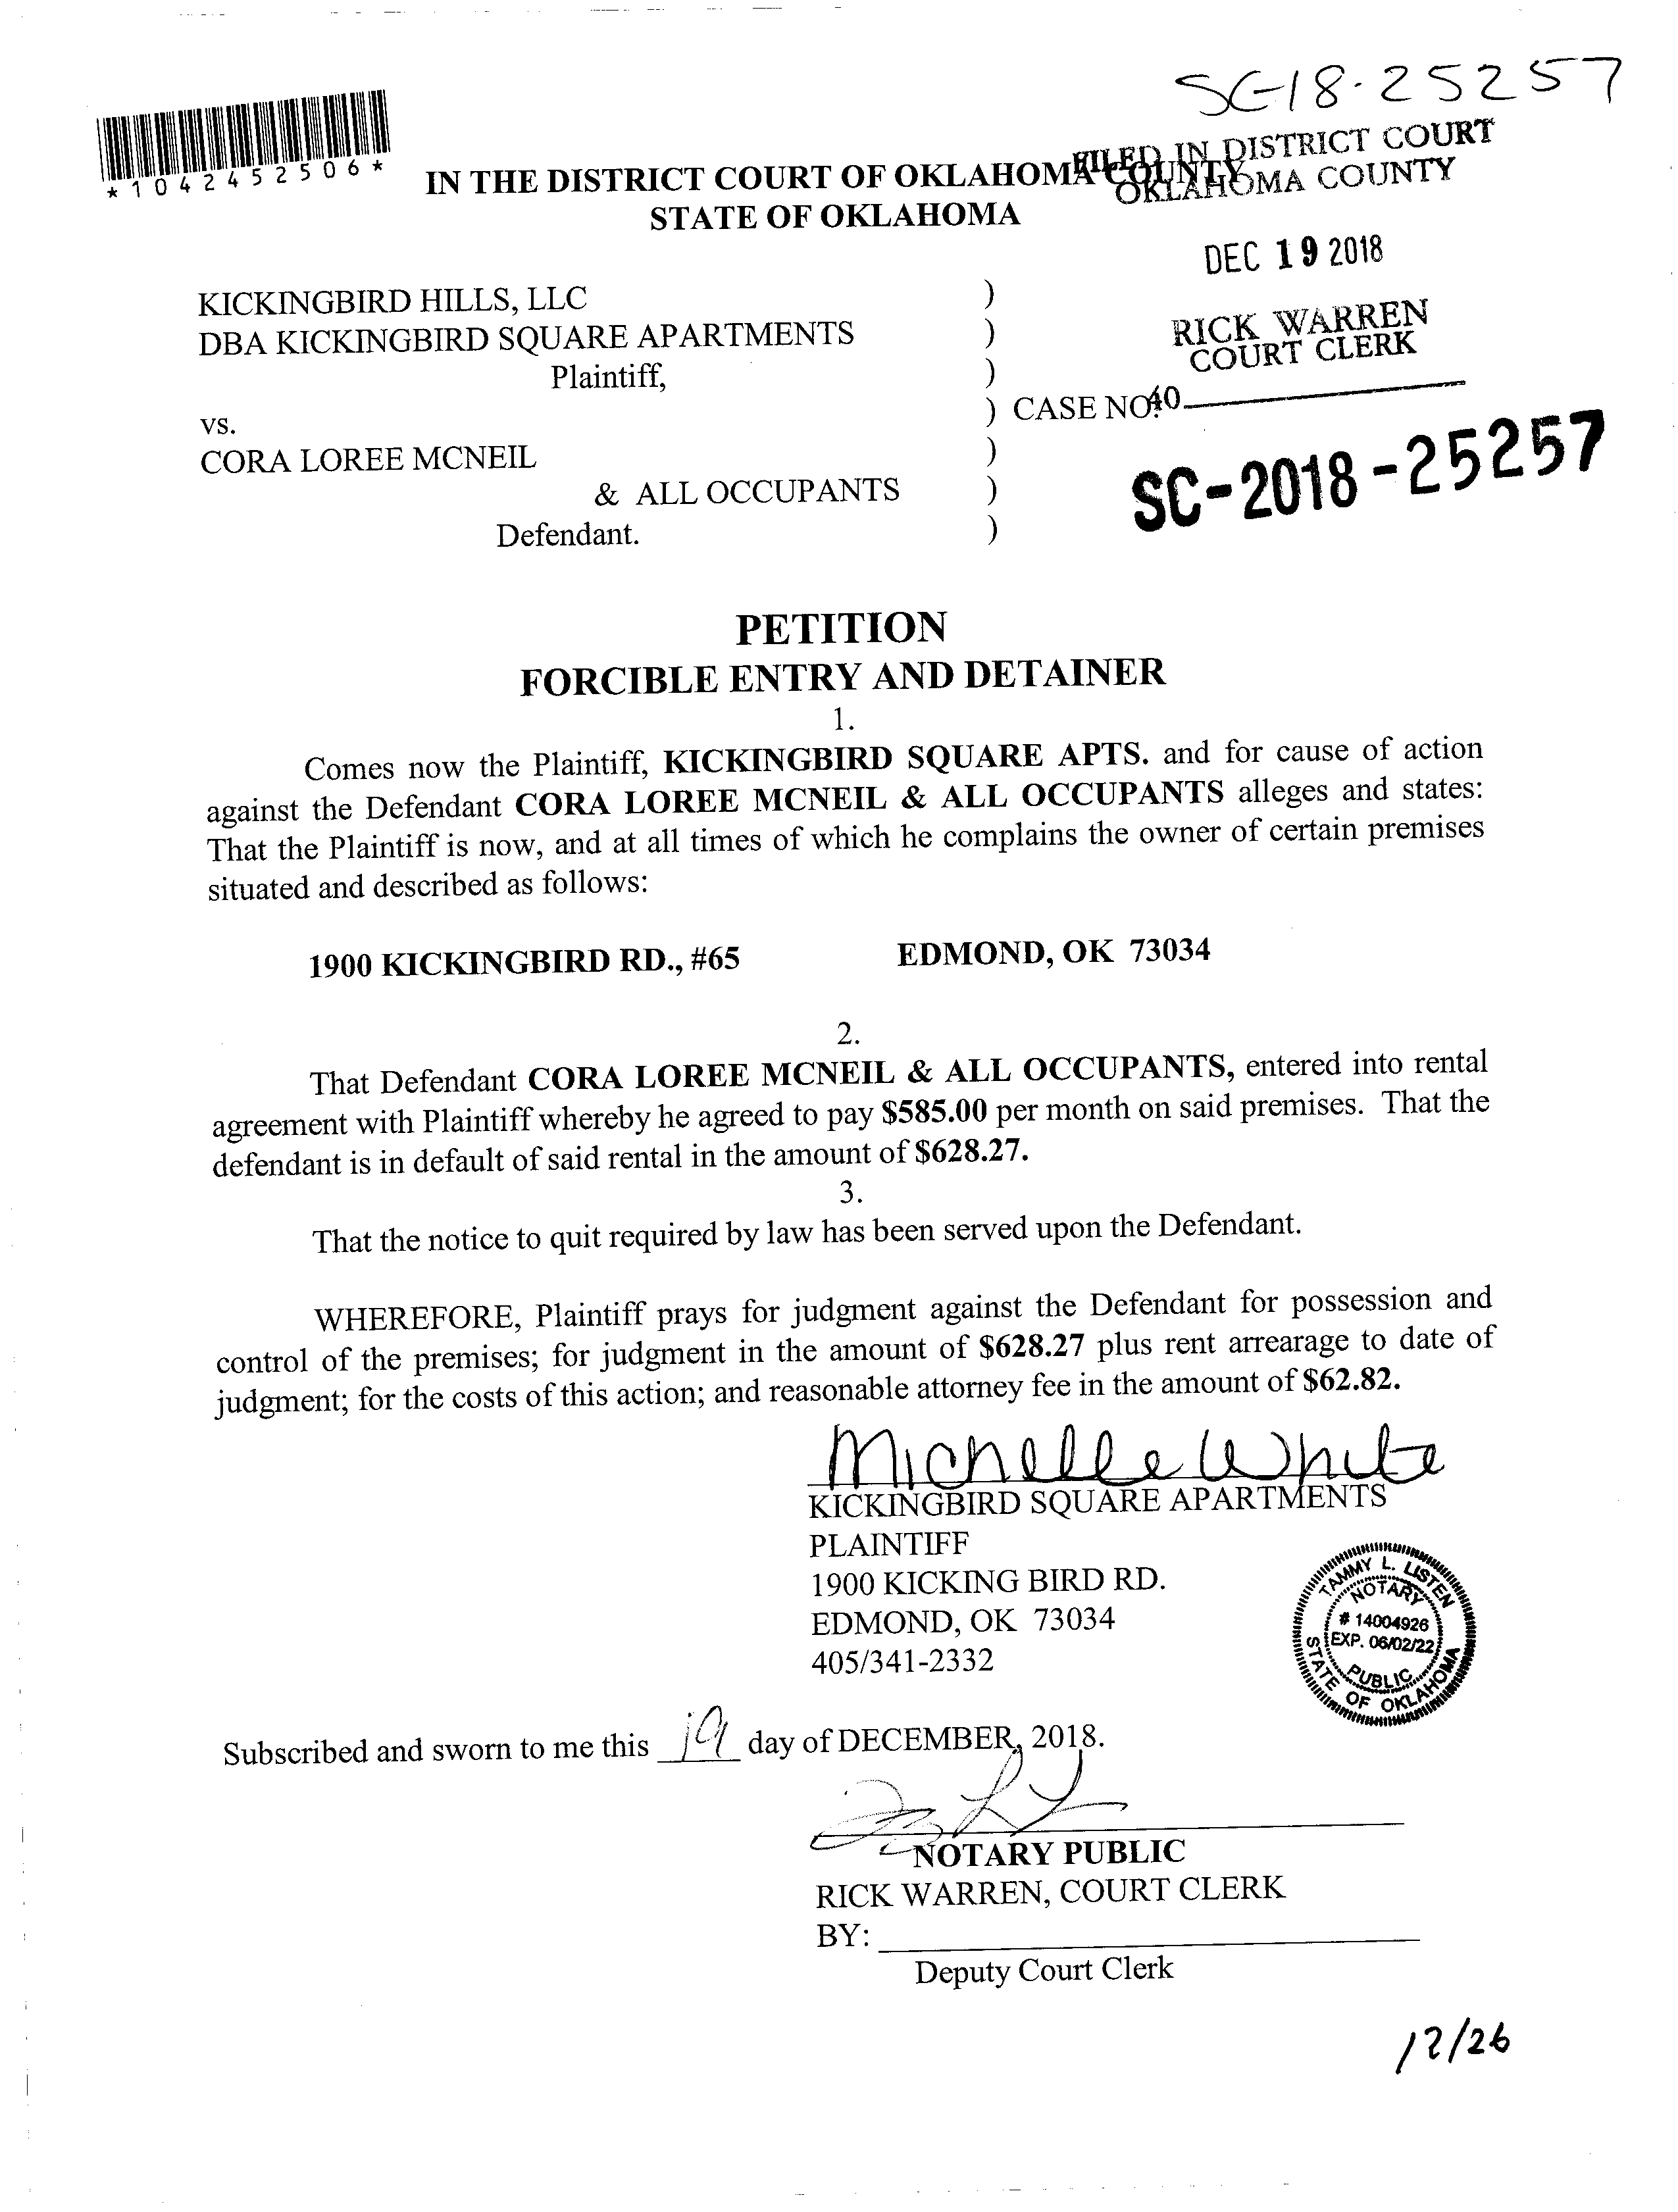 SC-18-25257
*1042452506*
FILED IN DISTRICT COURT
OKLAHOMA COUNTY
IN THE DISTRICT COURT OF OKLAHOMA COUNTY
STATE OF OKLAHOMA
DEC 19 2018
RICK WARREN
COURT CLERK
40
KICKINGBIRD HILLS, LLC )
DBA KICKINGBIRD SQUARE APARTMENTS )
Plaintiff, )
vs. ) CASE NO.
CORA LOREE MCNEIL )
& ALL OCCUPANTS )
Defendant. )
SC-2018-25257
PETITION
FORCIBLE ENTRY AND DETAINER
1.
Comes now the Plaintiff, KICKINGBIRD SQUARE APTS. and for cause of action
against the Defendant CORA LOREE MCNEIL & ALL OCCUPANTS alleges and states:
That the Plaintiff is now, and at all times of which he complains the owner of certain premises
situated and described as follows:
1900 KICKINGBIRD RD., #65 EDMOND, OK 73034
2.
That Defendant CORA LOREE MCNEIL & ALL OCCUPANTS, entered into rental
agreement with Plaintiff whereby he agreed to pay $585.00 per month on said premises. That the
defendant is in default of said rental in the amount of $628.27.
3.
That the notice to quit required by law has been served upon the Defendant.
WHEREFORE, Plaintiff prays for judgment against the Defendant for possession and
control of the premises; for judgment in the amount of $628.27 plus rent arrearage to date of
judgment; for the costs of this action; and reasonable attorney fee in the amount of $62.82.
Michelle White
KICKINGBIRD SQUARE APARTMENTS
PLAINTIFF
1900 KICKING BIRD RD.
EDMOND, OK 73034
405/341-2332
TAMMY L. LISTEN
NOTARY
# 14004926
EXP. 06/02/22
PUBLIC
STATE OF OKLAHOMA
Subscribed and sworn to me this 19 day of DECEMBER, 2018.
NOTARY PUBLIC
RICK WARREN, COURT CLERK
BY:
Deputy Court Clerk
12/26